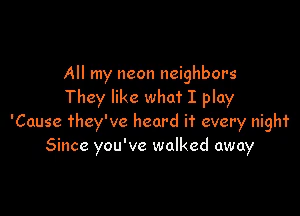 All my neon neighbors
They like what I play
'Cause they've heard it every night
Since you've walked away